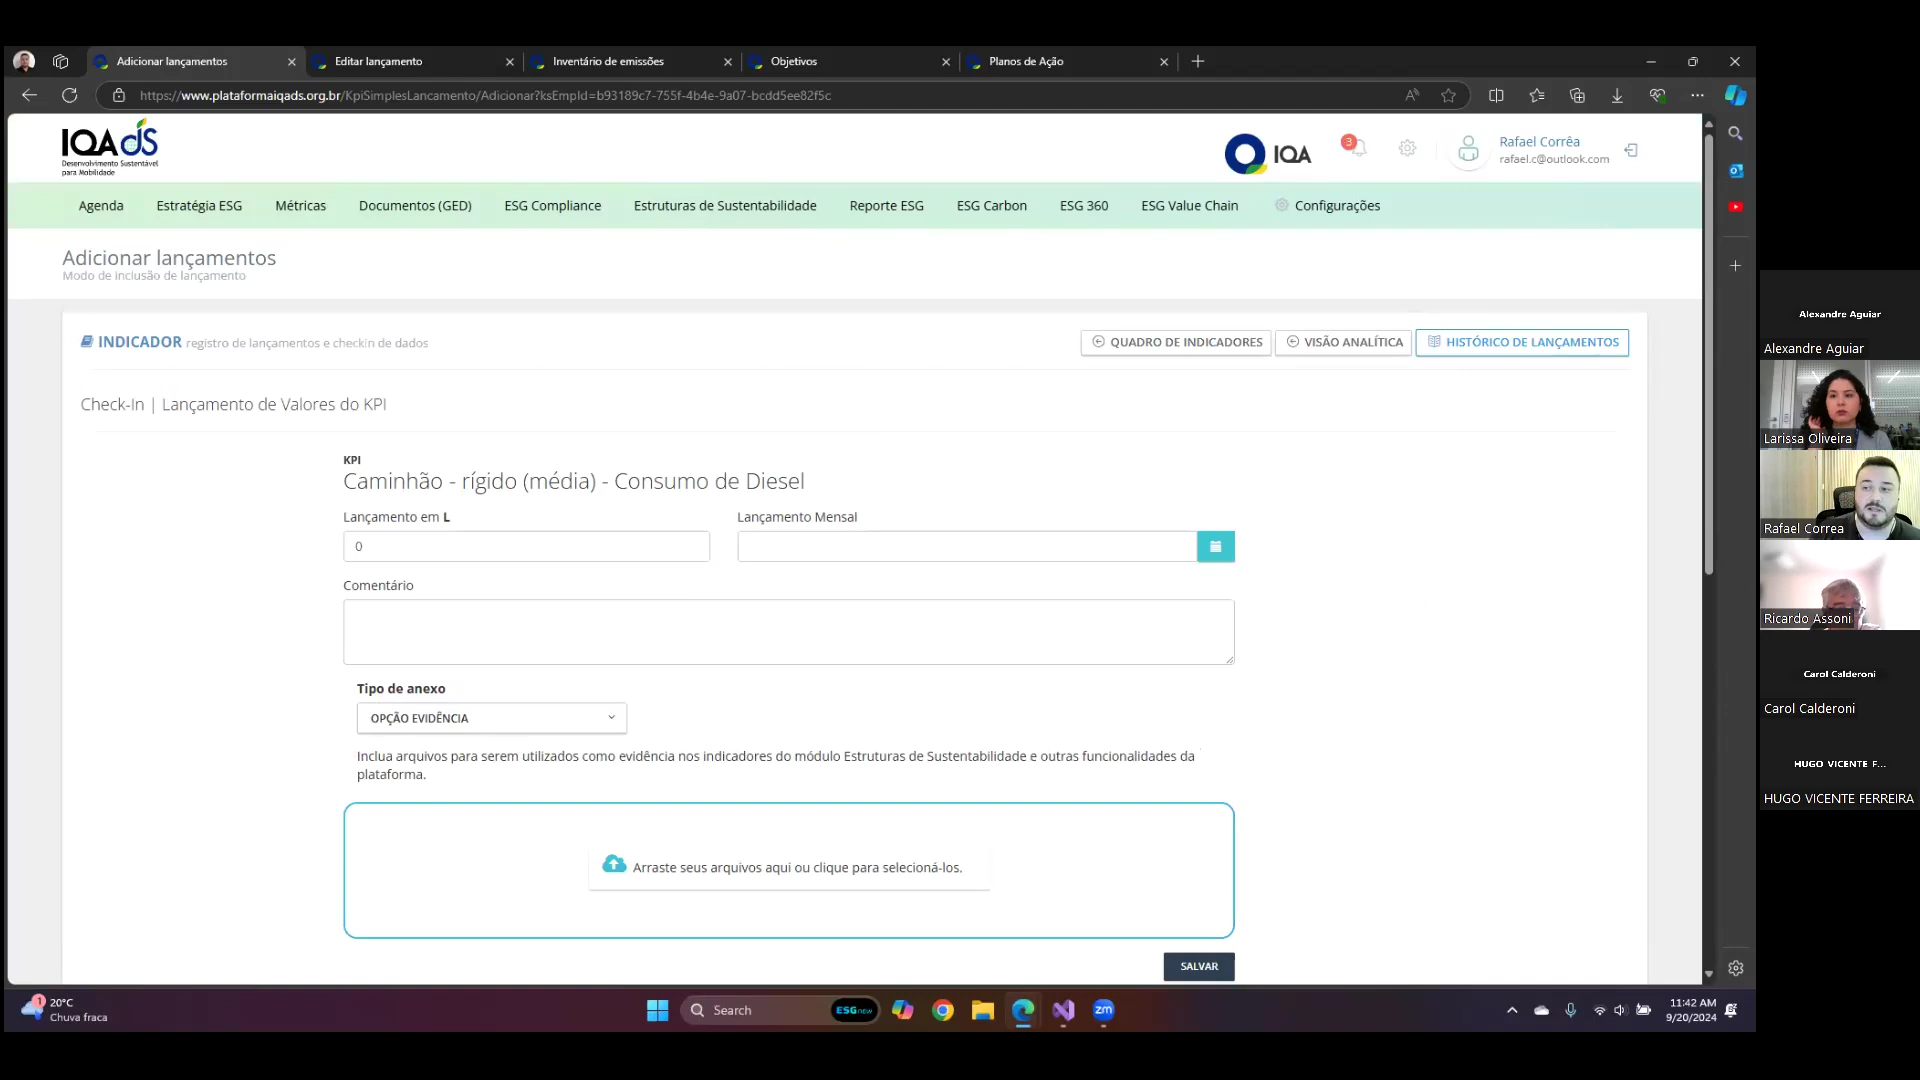 Adicionar lançamentos
Editar lançamento
Inventário de emissões
Objetivos
Planos de Ação
https://www.plataformaiqads.org.br/KpiSimplesLancamento/Adicionar?ksEmpId=b93189c7-755f-4b4e-9a07-bcdd5ee82f5c
IQAdS
Desenvolvimento Sustentável
para Mobilidade
IQA
3
Rafael Corrêa
rafael.c@outlook.com
Agenda
Estratégia ESG
Métricas
Documentos (GED)
ESG Compliance
Estruturas de Sustentabilidade
Reporte ESG
ESG Carbon
ESG 360
ESG Value Chain
Configurações
Adicionar lançamentos
Modo de inclusão de lançamento
INDICADOR registro de lançamentos e checkin de dados
QUADRO DE INDICADORES
VISÃO ANALÍTICA
HISTÓRICO DE LANÇAMENTOS
Check-In | Lançamento de Valores do KPI
KPI
Caminhão - rígido (média) - Consumo de Diesel
Lançamento em L
Lançamento Mensal
0
Comentário
Tipo de anexo
OPÇÃO EVIDÊNCIA
Inclua arquivos para serem utilizados como evidência nos indicadores do módulo Estruturas de Sustentabilidade e outras funcionalidades da
plataforma.
Arraste seus arquivos aqui ou clique para selecioná-los.
SALVAR
Alexandre Aguiar
Alexandre Aguiar
Larissa Oliveira
Rafael Correa
Ricardo Assoni
Carol Calderoni
Carol Calderoni
HUGO VICENTE F...
HUGO VICENTE FERREIRA
1
20°C
Chuva fraca
Search
ESGnow
zm
11:42 AM
9/20/2024